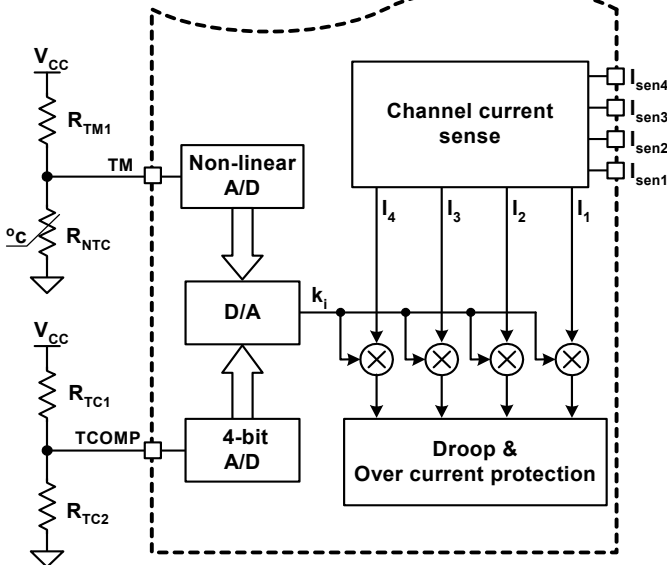 V_CC
R_TM1
TM
oc
R_NTC
V_CC
R_TC1
TCOMP
R_TC2
Non-linear
A/D
D/A
4-bit
A/D
k_i
Channel current
sense
I_sen4
I_sen3
I_sen2
I_sen1
I_4
I_3
I_2
I_1
Droop &
Over current protection